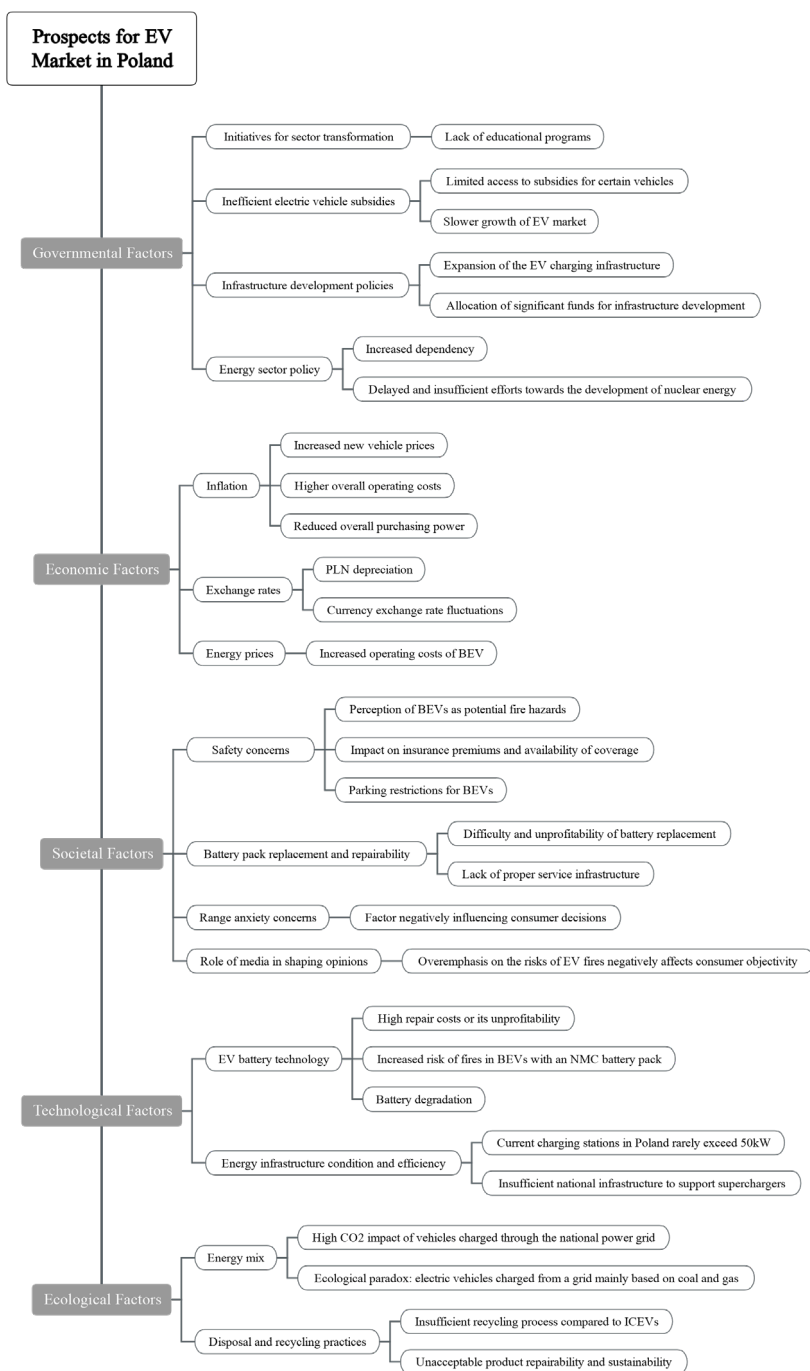 Prospects for EV
Market in Poland
Governmental Factors
Initiatives for sector transformation
Lack of educational programs
Inefficient electric vehicle subsidies
Limited access to subsidies for certain vehicles
Slower growth of EV market
Infrastructure development policies
Expansion of the EV charging infrastructure
Allocation of significant funds for infrastructure development
Energy sector policy
Increased dependency
Delayed and insufficient efforts towards the development of nuclear energy
Economic Factors
Inflation
Increased new vehicle prices
Higher overall operating costs
Reduced overall purchasing power
Exchange rates
PLN depreciation
Currency exchange rate fluctuations
Energy prices
Increased operating costs of BEV
Societal Factors
Safety concerns
Perception of BEVs as potential fire hazards
Impact on insurance premiums and availability of coverage
Parking restrictions for BEVs
Battery pack replacement and repairability
Difficulty and unprofitability of battery replacement
Lack of proper service infrastructure
Range anxiety concerns
Factor negatively influencing consumer decisions
Role of media in shaping opinions
Overemphasis on the risks of EV fires negatively affects consumer objectivity
Technological Factors
EV battery technology
High repair costs or its unprofitability
Increased risk of fires in BEVs with an NMC battery pack
Battery degradation
Energy infrastructure condition and efficiency
Current charging stations in Poland rarely exceed 50kW
Insufficient national infrastructure to support superchargers
Ecological Factors
Energy mix
High CO2 impact of vehicles charged through the national power grid
Ecological paradox: electric vehicles charged from a grid mainly based on coal and gas
Disposal and recycling practices
Insufficient recycling process compared to ICEVs
Unacceptable product repairability and sustainability